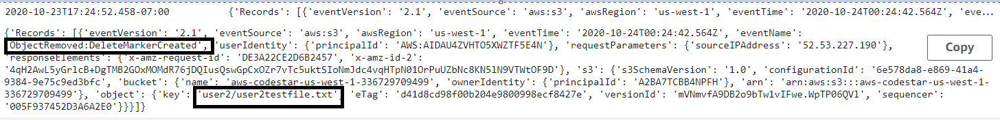 2020-10-23T17:24:52.458-07:00 {'Records': [{'eventVersion': '2.1', 'eventSource': 'aws:s3', 'awsRegion': 'us-west-1', 'eventTime': '2020-10-24T00:24:42.564Z', 'eve...
{'Records': [{'eventVersion': '2.1', 'eventSource': 'aws:s3', 'awsRegion': 'us-west-1', 'eventTime': '2020-10-24T00:24:42.564Z', 'eventName':
'ObjectRemoved:DeleteMarkerCreated', 'userIdentity': {'principalId': 'AWS:AIDAU4ZVHTO5XWZTF5E4N'}, 'requestParameters': {'sourceIPAddress': '52.53.227.190'},
Copy
'responseElements': {'x-amz-request-id': 'DE3A22CE2D6B2457', 'x-amz-id-2':
'4qH2AwL5yGrlcB+DgTMB2GOxMOMdR76jDQIusQswGpCxOZr7vTc5uktSIoNmJdc4vqHTpN01OrPuUZbNc8KN5lN9VTWtOF9D'}, 's3': {'s3SchemaVersion': '1.0', 'configurationId': '6e578da8-e869-41a4-
9384-9e75c9ed3bfc', 'bucket': {'name': 'aws-codestar-us-west-1-336729709499', 'ownerIdentity': {'principalId': 'A2BA7TCBB4NPFH'}, 'arn': 'arn:aws:s3:::aws-codestar-us-west-1-
336729709499'}, 'object': {'key': 'user2/user2testfile.txt', 'eTag': 'd41d8cd98f00b204e9800998ecf8427e', 'versionId': 'mVNmvfA9DB2o9bTw1vIFwe.WpTP06QVl', 'sequencer':
'005F937452D3A6A2E0'}}}]}